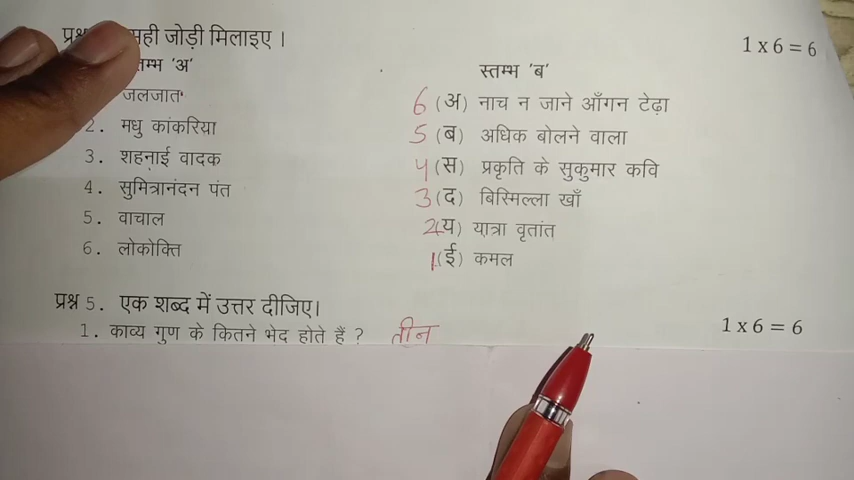 सही जोड़ी मिलाइए । 1 x 6 = 6
स्तम्भ 'ब'
जलजात
6 (अ) नाच न जाने आँगन टेढ़ा
2. मधु कांकरिया
5 (ब) अधिक बोलने वाला
3. शहनाई वादक
4 (स) प्रकृति के सुकुमार कवि
4. सुमित्रानंदन पंत
3 (द) बिस्मिल्ला खाँ
5. वाचाल
2 य) यात्रा वृतांत
6. लोकोक्ति
1 (ई) कमल
प्रश्न 5. एक शब्द में उत्तर दीजिए।
1 x 6 = 6
1. काव्य गुण के कितने भेद होते हैं ? तीन